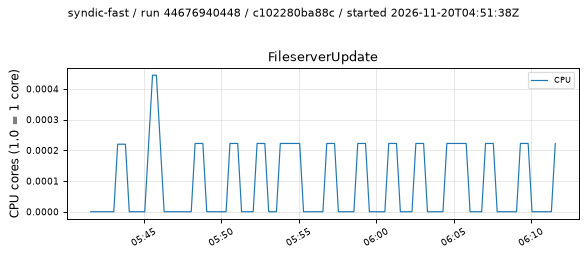 syndic-fast / run 44676940448 / c102280ba88c / started 2026-11-20T04:51:38Z
FileserverUpdate
CPU cores (1.0 = 1 core)
0.0004
0.0003
0.0002
0.0001
0.0000
CPU
05:45
05:50
05:55
06:00
06:05
06:10